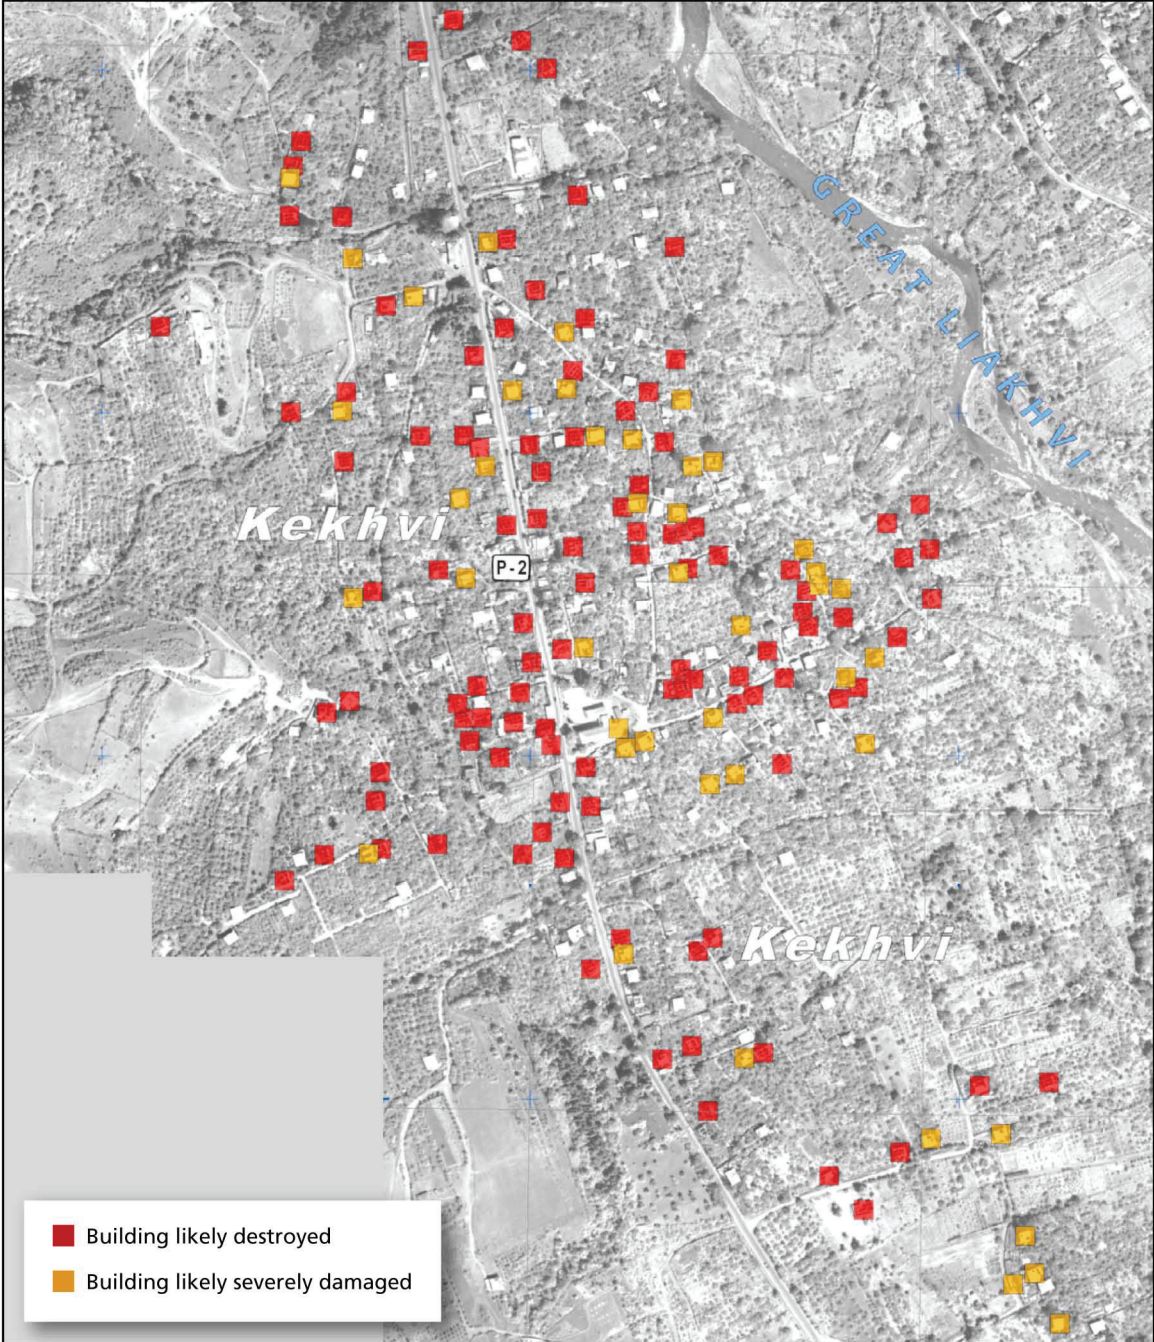 GREAT LIAKHVI
Kekhvi
P-2
Kekhvi
Building likely destroyed
Building likely severely damaged